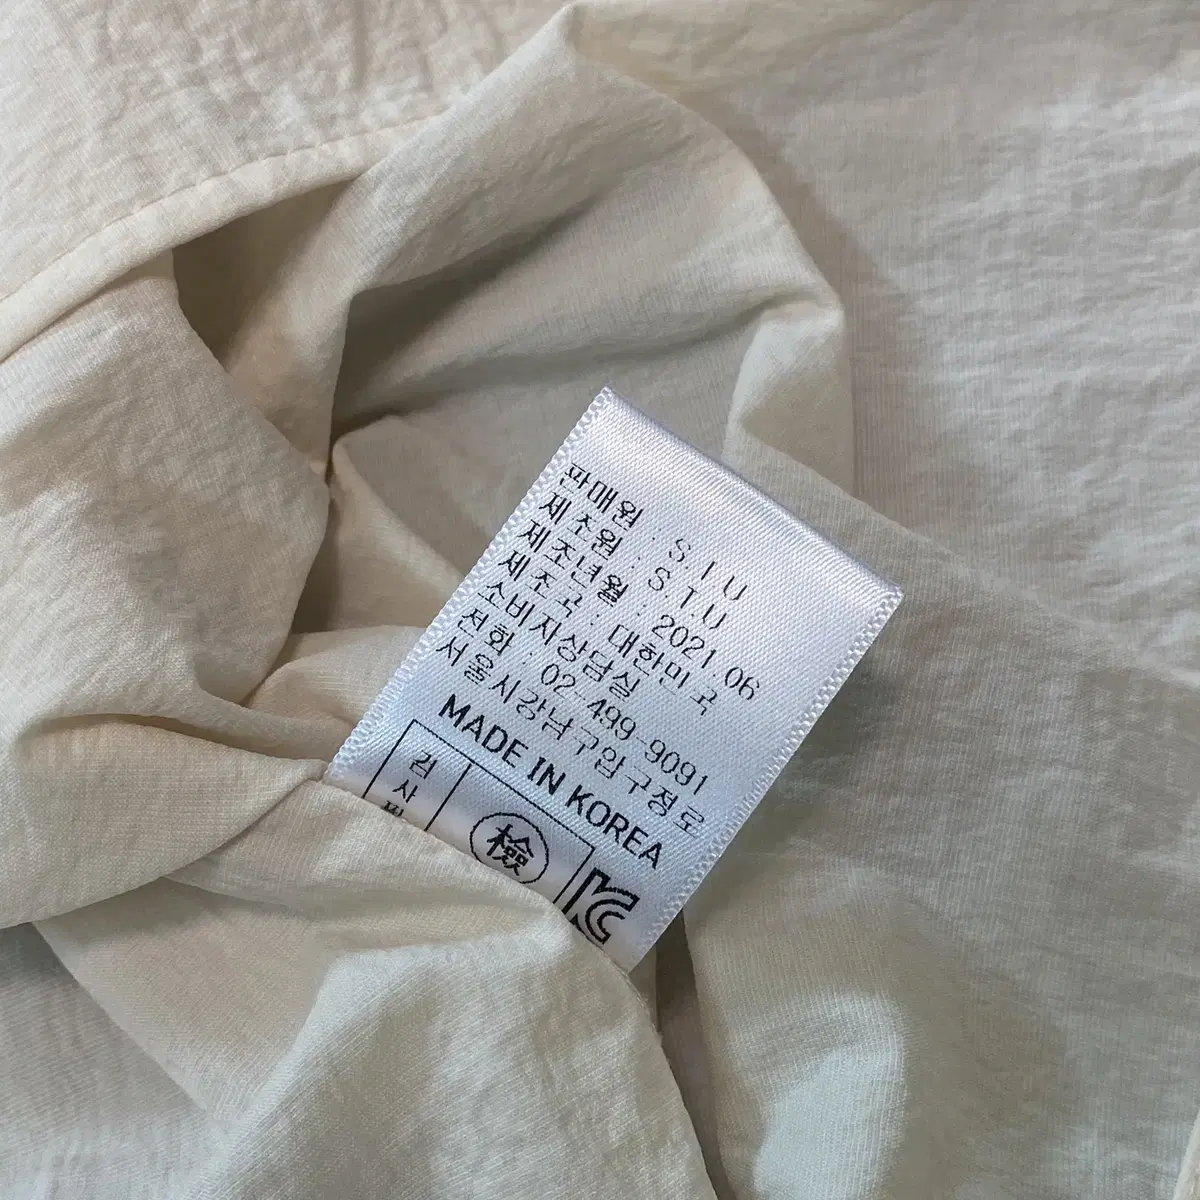 판매원 : S.I.U
제조원 : S.I.U
제조년월 : 2021.06
제조국 : 대한민국
소비자상담실
전화 : 02-499-9091
서울시강남구압구정로
MADE IN KOREA
검사필
檢
KC